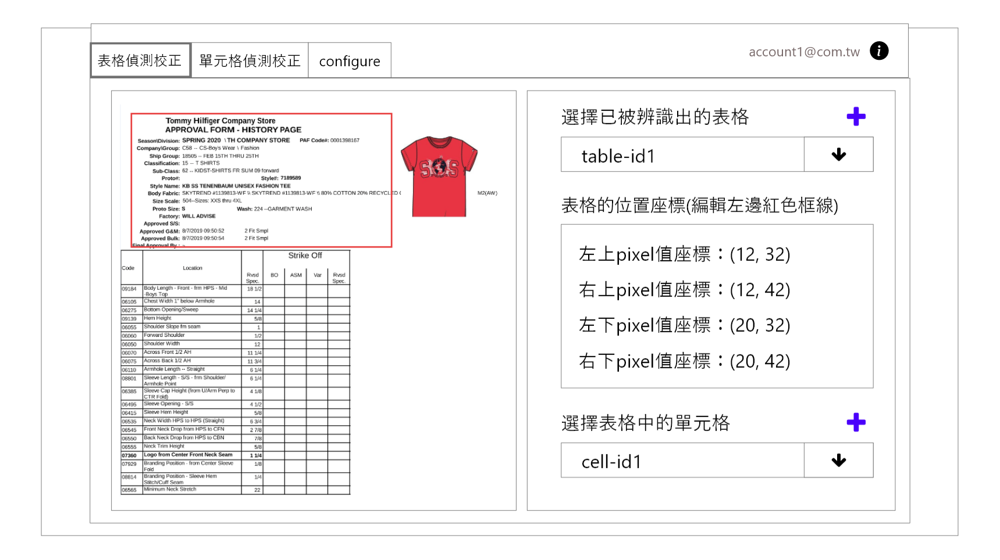 表格偵測校正
單元格偵測校正
configure
account1@com.tw
Tommy Hilfiger Company Store
APPROVAL FORM - HISTORY PAGE
Season\Division: SPRING 2020 \ TH COMPANY STORE PAF Code#: 0001398167
Company\Group: C58 -- CS-Boy's Wear \ Fashion
Ship Group: 18505 -- FEB 15TH THRU 25TH
Classification: 15 -- T SHIRTS
Sub-Class: 62 -- KIDST-SHIRTS FR SUM 09 forward
Proto#: Style#: 7189589
Style Name: KB SS TENENBAUM UNISEX FASHION TEE
Body Fabric: SKYTREND #1139813-WF \\ SKYTREND #1139813-WF \\ 80% COTTON 20% RECYCLED M2(AW)
Size Scale: 504--Sizes: XXS thru 4XL
Proto Size: S Wash: 224 --GARMENT WASH
Factory: WILL ADVISE
Approved S/S:
Approved G&M: 8/7/2019 09:50:52 2 Fit Smpl
Approved Bulk: 8/7/2019 09:50:54 2 Fit Smpl
Final Approval By : --
Strike Off
Code Location Rvsd Spec. BO ASM Var Rvsd Spec.
09184 Body Length - Front - frm HPS - Mid 18 1/2
-Boys Top
06105 Chest Width 1" below Armhole 14
06275 Bottom Opening/Sweep 14 1/4
09139 Hem Height 5/8
06055 Shoulder Slope fm seam 1
06060 Forward Shoulder 1/2
06050 Shoulder Width 12
06070 Across Front 1/2 AH 11 1/4
06075 Across Back 1/2 AH 11 3/4
06110 Armhole Length -- Straight 6 1/4
08801 Sleeve Length - S/S - frm Shoulder/ 6 1/4
Armhole Point
06385 Sleeve Cap Height (from U/Arm Perp to 4 1/8
CTR Fold)
06495 Sleeve Opening - S/S 4 1/2
06415 Sleeve Hem Height 5/8
06535 Neck Width HPS to HPS (Straight) 6 3/4
06545 Front Neck Drop from HPS to CFN 2 7/8
06550 Back Neck Drop from HPS to CBN 7/8
06555 Neck Trim Height 5/8
07360 Logo from Center Front Neck Seam 1 1/4
07929 Branding Position - from Center Sleeve 1/8
Fold
08814 Branding Position - Sleeve Hem 1/4
Stitch/Cuff Seam
06565 Minimum Neck Stretch 22
選擇已被辨識出的表格
table-id1
表格的位置座標(編輯左邊紅色框線)
左上pixel值座標：(12, 32)
右上pixel值座標：(12, 42)
左下pixel值座標：(20, 32)
右下pixel值座標：(20, 42)
選擇表格中的單元格
cell-id1